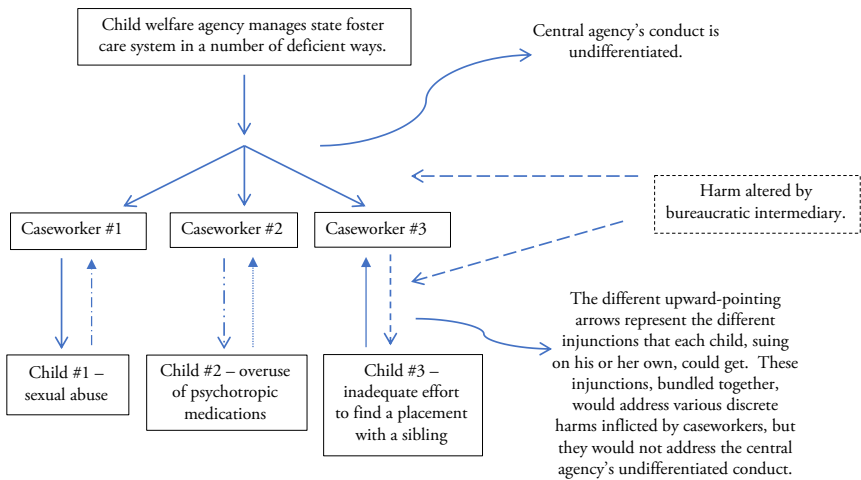 Child welfare agency manages state foster
care system in a number of deficient ways.
Central agency’s conduct is
undifferentiated.
Harm altered by
bureaucratic intermediary.
Caseworker #1
Caseworker #2
Caseworker #3
Child #1 – 
sexual abuse
Child #2 – overuse
of psychotropic
medications
Child #3 –
inadequate effort
to find a placement
with a sibling
The different upward-pointing
arrows represent the different
injunctions that each child, suing
on his or her own, could get.  These
injunctions, bundled together,
would address various discrete
harms inflicted by caseworkers, but
they would not address the central
agency’s undifferentiated conduct.